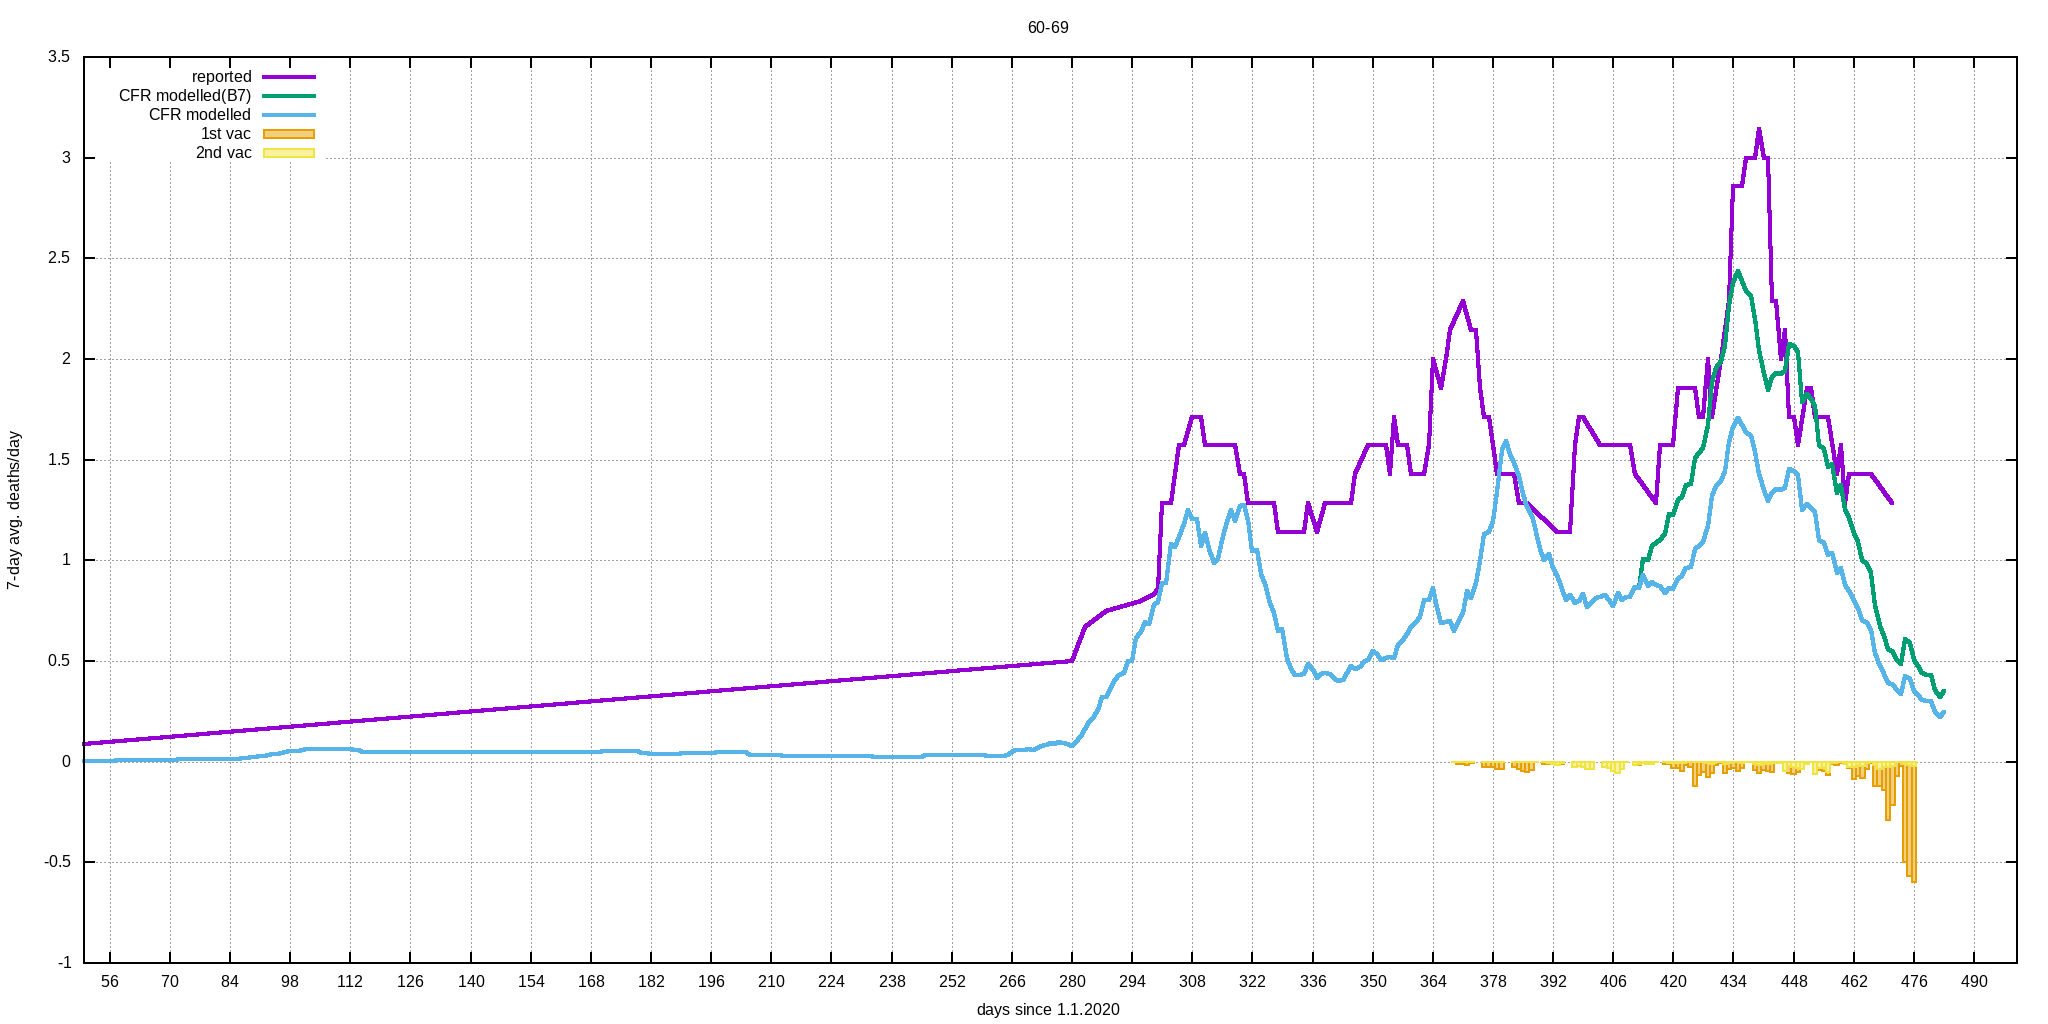 60-69
3.5
3
2.5
2
1.5
1
0.5
0
-0.5
-1
7-day avg. deaths/day
reported
CFR modelled(B7)
CFR modelled
1st vac
2nd vac
56 70 84 98 112 126 140 154 168 182 196 210 224 238 252 266 280 294 308 322 336 350 364 378 392 406 420 434 448 462 476 490
days since 1.1.2020